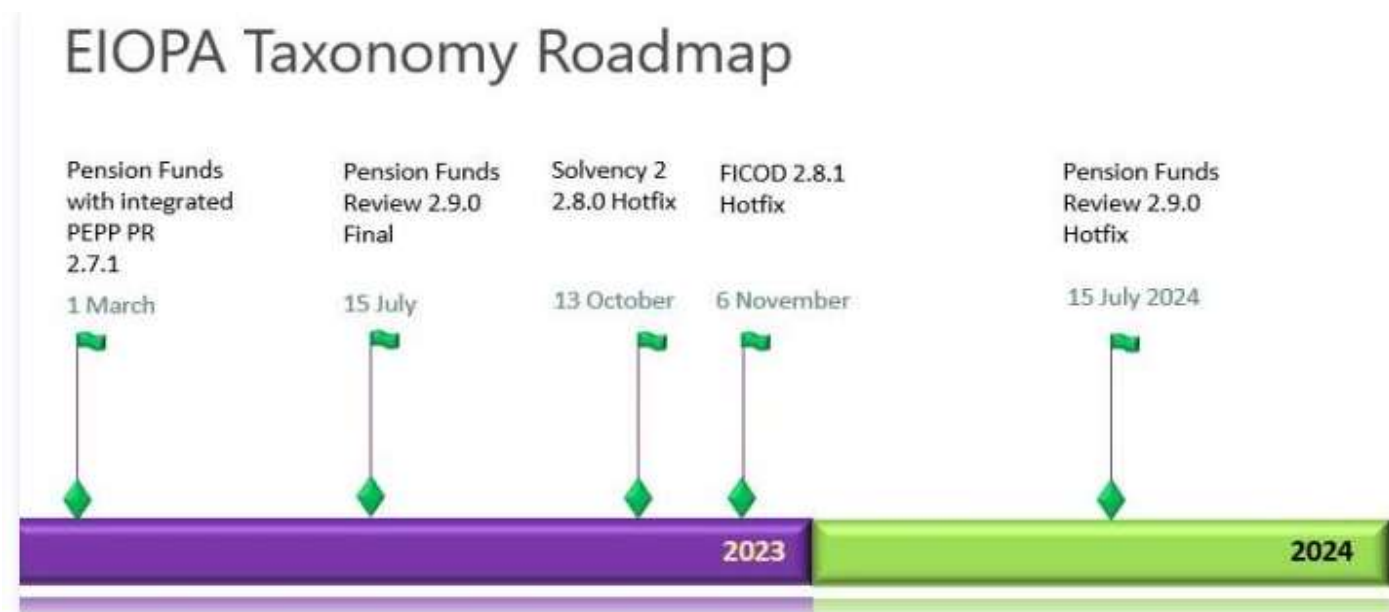 EIOPA Taxonomy Roadmap
Pension Funds
with integrated
PEPP PR
2.7.1
1 March
Pension Funds
Review 2.9.0
Final
15 July
Solvency 2
2.8.0 Hotfix
13 October
FICOD 2.8.1
Hotfix
6 November
Pension Funds
Review 2.9.0
Hotfix
15 July 2024
2023
2024